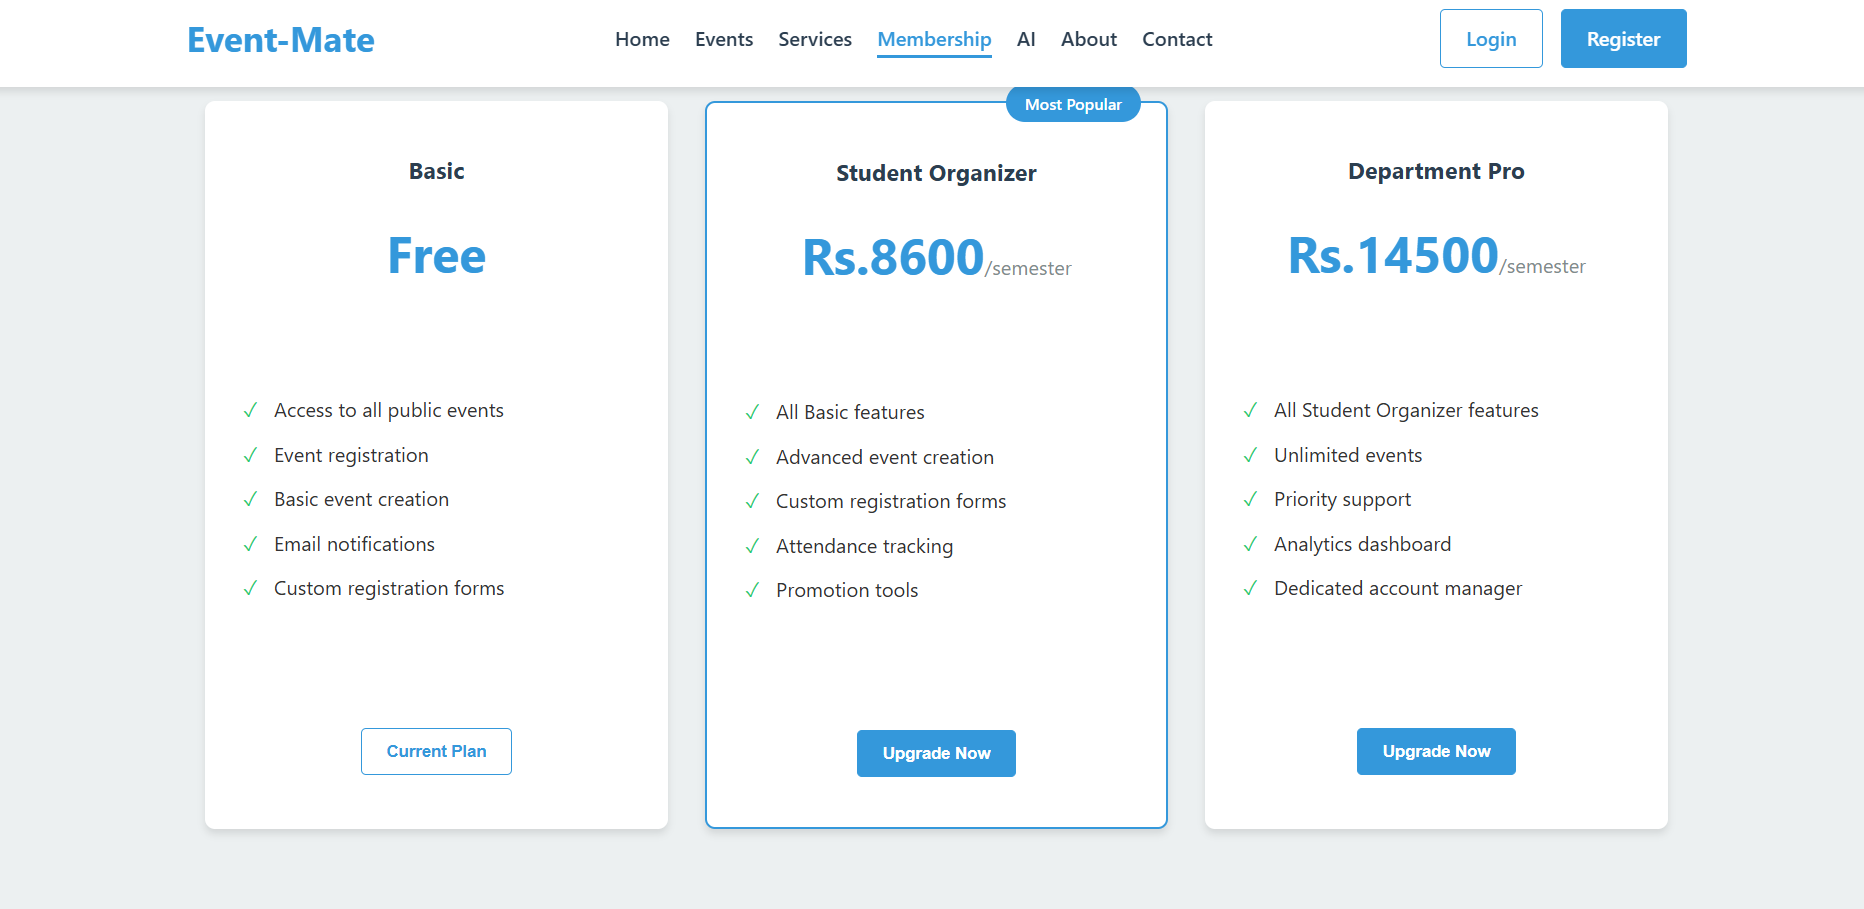 Event-Mate
Home Events Services Membership AI About Contact
Login Register
Basic
Free
✓ Access to all public events
✓ Event registration
✓ Basic event creation
✓ Email notifications
✓ Custom registration forms
Current Plan
Most Popular
Student Organizer
Rs.8600/semester
✓ All Basic features
✓ Advanced event creation
✓ Custom registration forms
✓ Attendance tracking
✓ Promotion tools
Upgrade Now
Department Pro
Rs.14500/semester
✓ All Student Organizer features
✓ Unlimited events
✓ Priority support
✓ Analytics dashboard
✓ Dedicated account manager
Upgrade Now